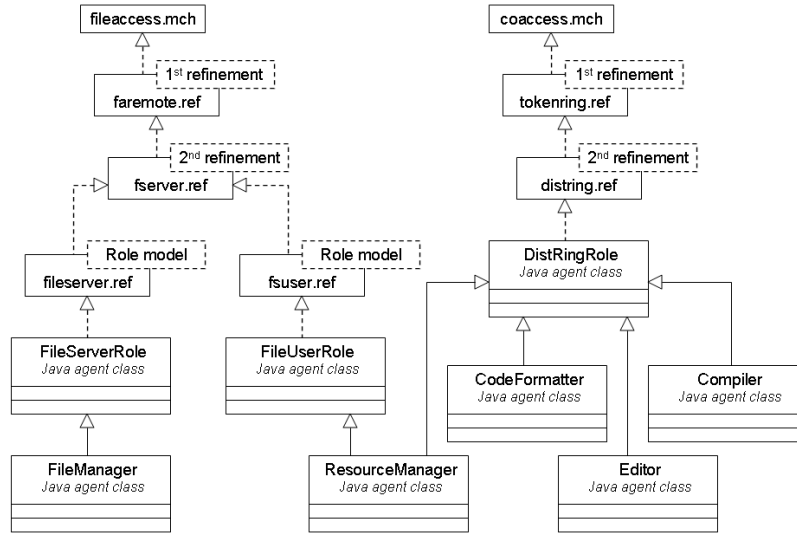 fileaccess.mch
coaccess.mch
1st refinement
1st refinement
faremote.ref
tokenring.ref
2nd refinement
2nd refinement
fserver.ref
distring.ref
Role model
Role model
DistRingRole
Java agent class
fileserver.ref
fsuser.ref
FileServerRole
Java agent class
FileUserRole
Java agent class
CodeFormatter
Java agent class
Compiler
Java agent class
FileManager
Java agent class
ResourceManager
Java agent class
Editor
Java agent class